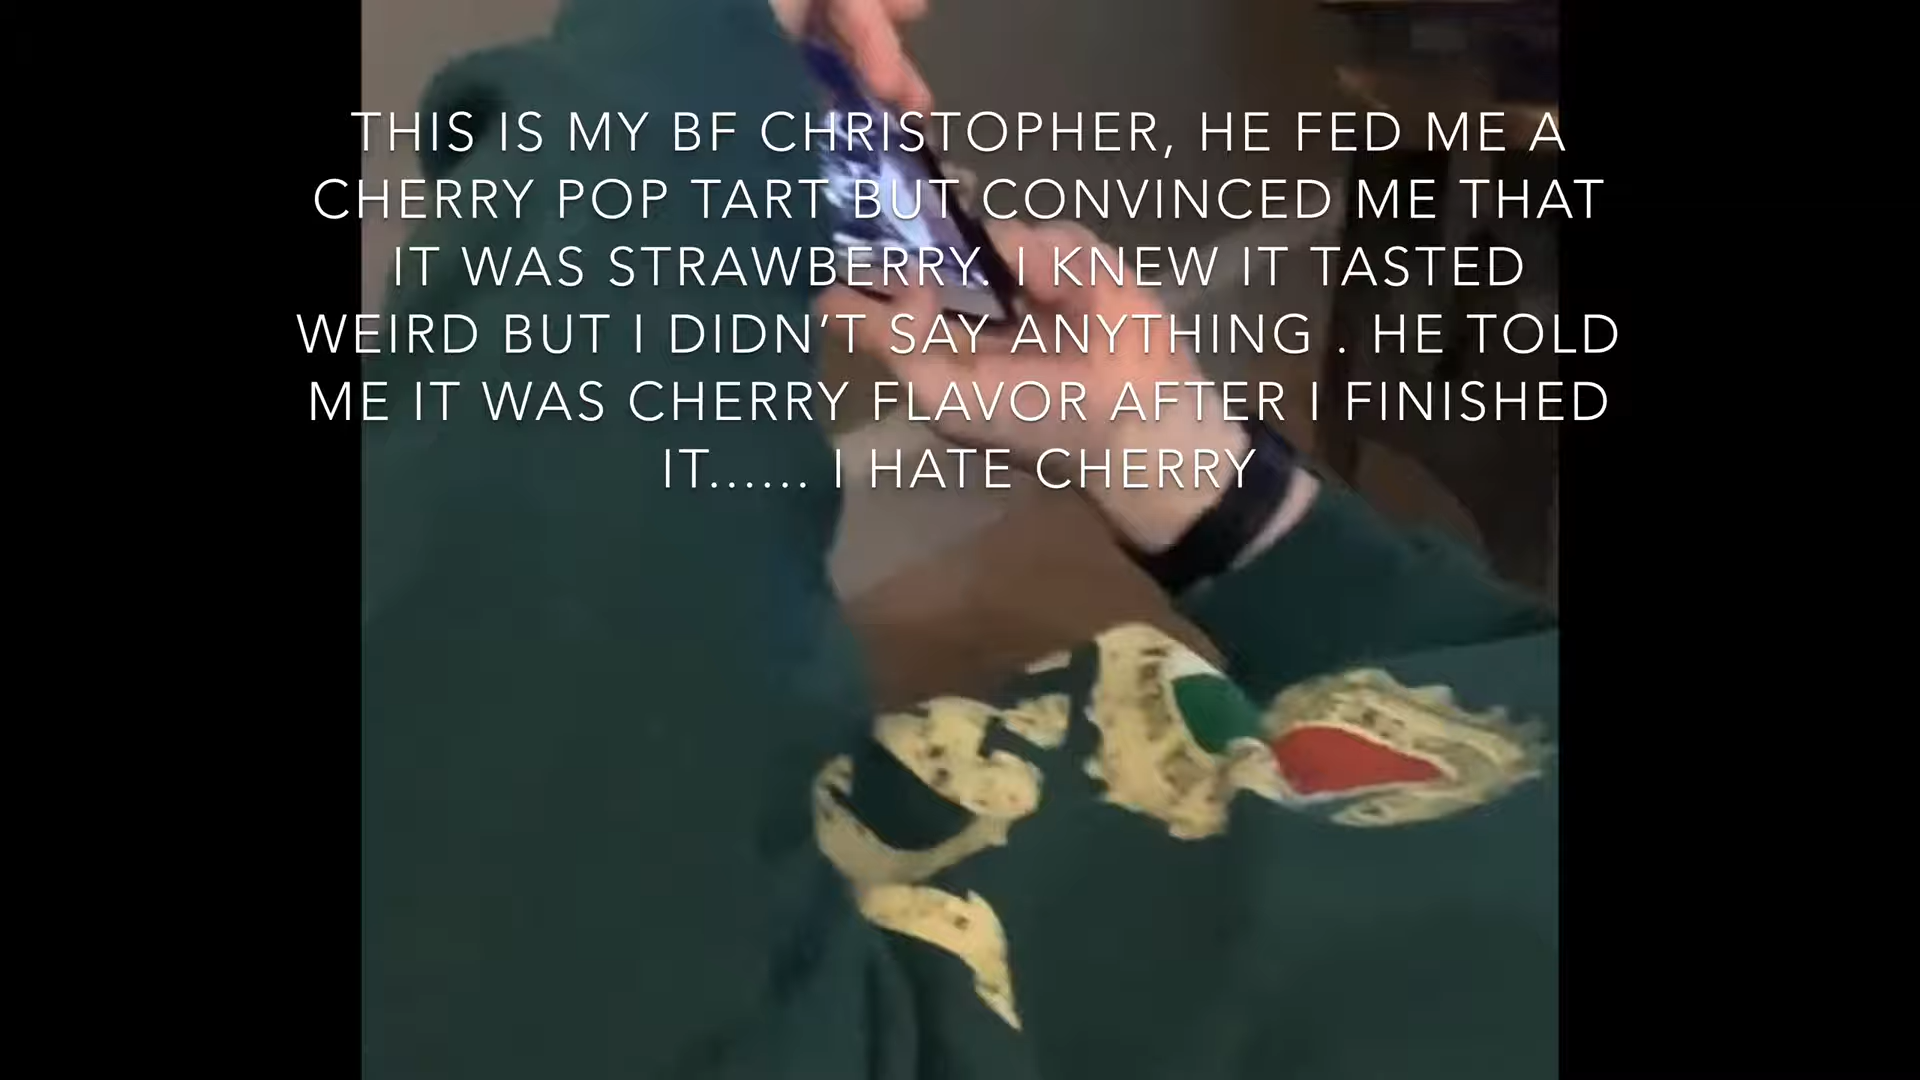 THIS IS MY BF CHRISTOPHER, HE FED ME A
CHERRY POP TART BUT CONVINCED ME THAT
IT WAS STRAWBERRY. I KNEW IT TASTED
WEIRD BUT I DIDN’T SAY ANYTHING . HE TOLD
ME IT WAS CHERRY FLAVOR AFTER I FINISHED
IT...... I HATE CHERRY